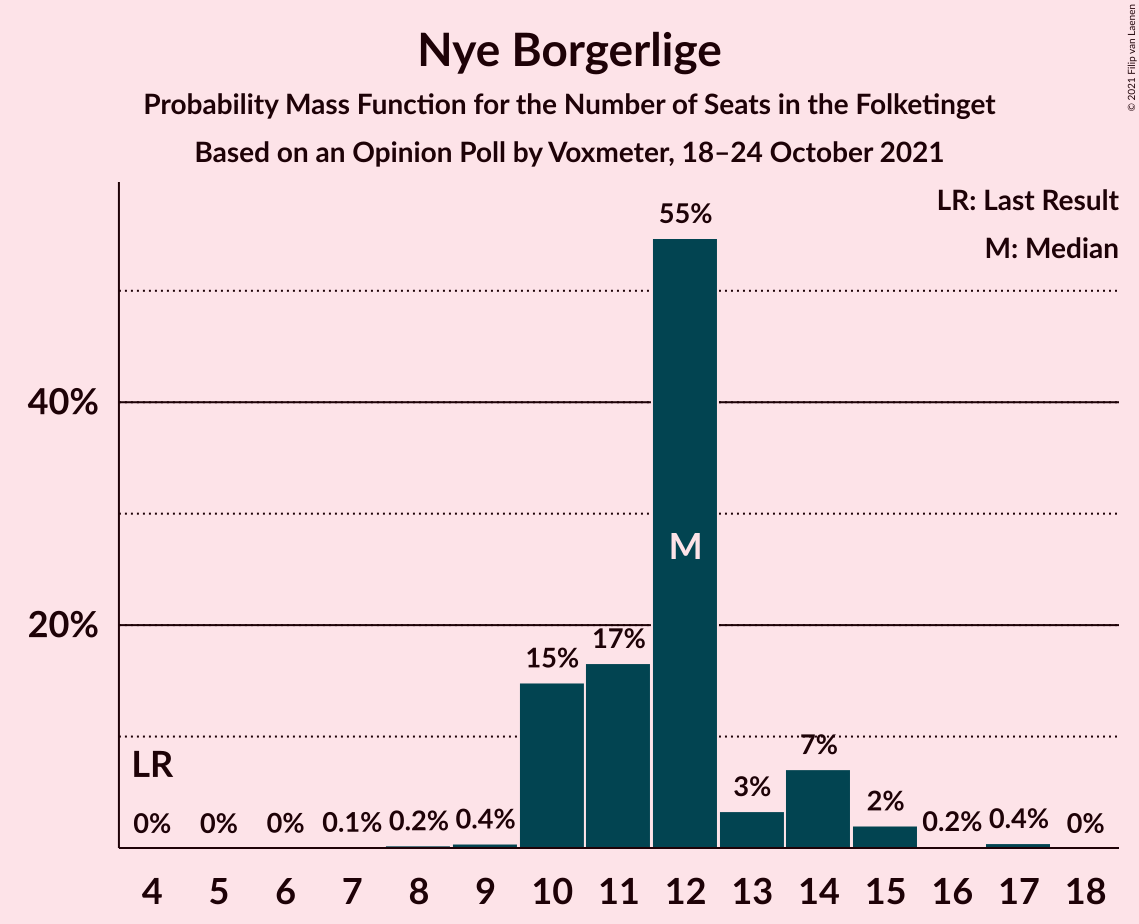 Nye Borgerlige
Probability Mass Function for the Number of Seats in the Folketinget
Based on an Opinion Poll by Voxmeter, 18–24 October 2021
© 2021 Filip van Laenen
LR: Last Result
M: Median
55%
40%
M
20%
17%
15%
LR
7%
3%
2%
0% 0% 0% 0.1% 0.2% 0.4% 0.2% 0.4% 0%
4 5 6 7 8 9 10 11 12 13 14 15 16 17 18